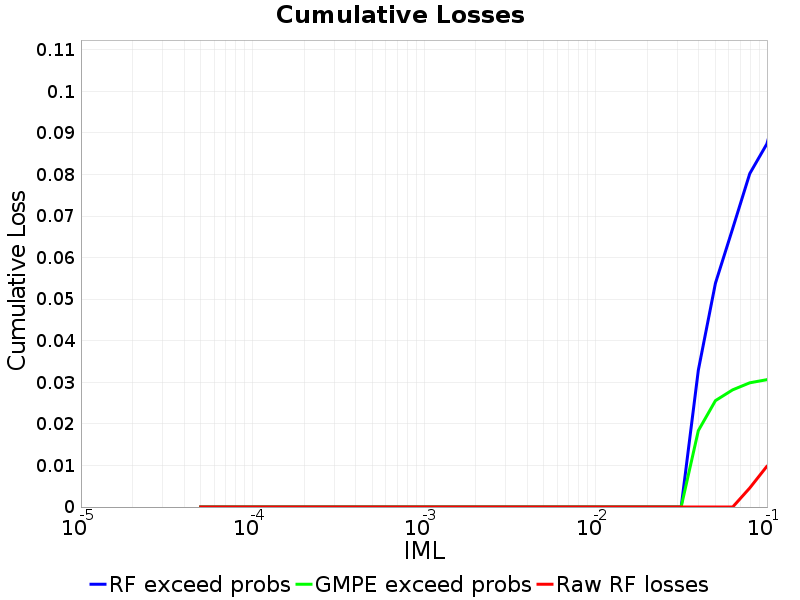 Cumulative Losses
0.11
0.1
0.09
0.08
0.07
0.06
0.05
0.04
0.03
0.02
0.01
0
Cumulative Loss
10-5 10-4 10-3 10-2 10-1
IML
RF exceed probs GMPE exceed probs Raw RF losses